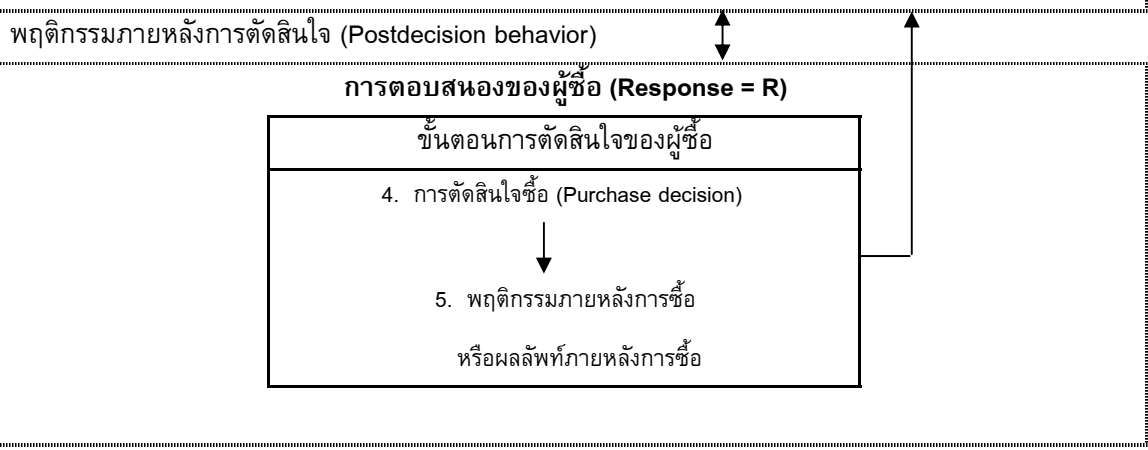 พฤติกรรมภายหลังการตัดสินใจ (Postdecision behavior)
การตอบสนองของผู้ซื้อ (Response = R)
ขั้นตอนการตัดสินใจของผู้ซื้อ
4. การตัดสินใจซื้อ (Purchase decision)
5. พฤติกรรมภายหลังการซื้อ
หรือผลลัพท์ภายหลังการซื้อ